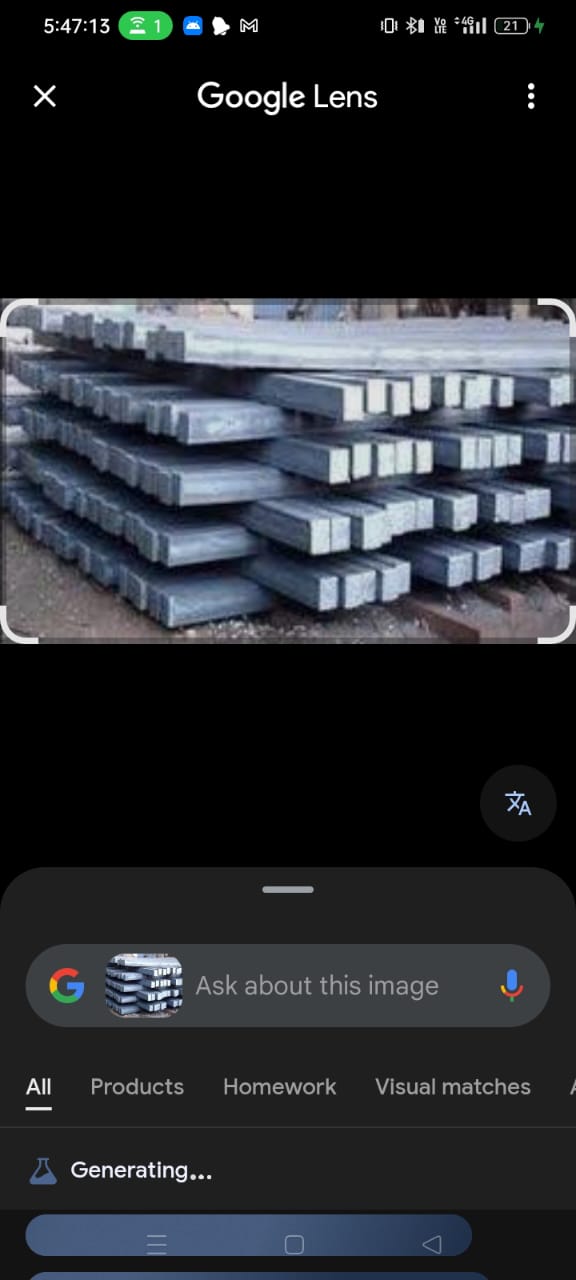 5:47:13 1 Vo LTE 4G 21
Google Lens
Ask about this image
All Products Homework Visual matches
Generating...